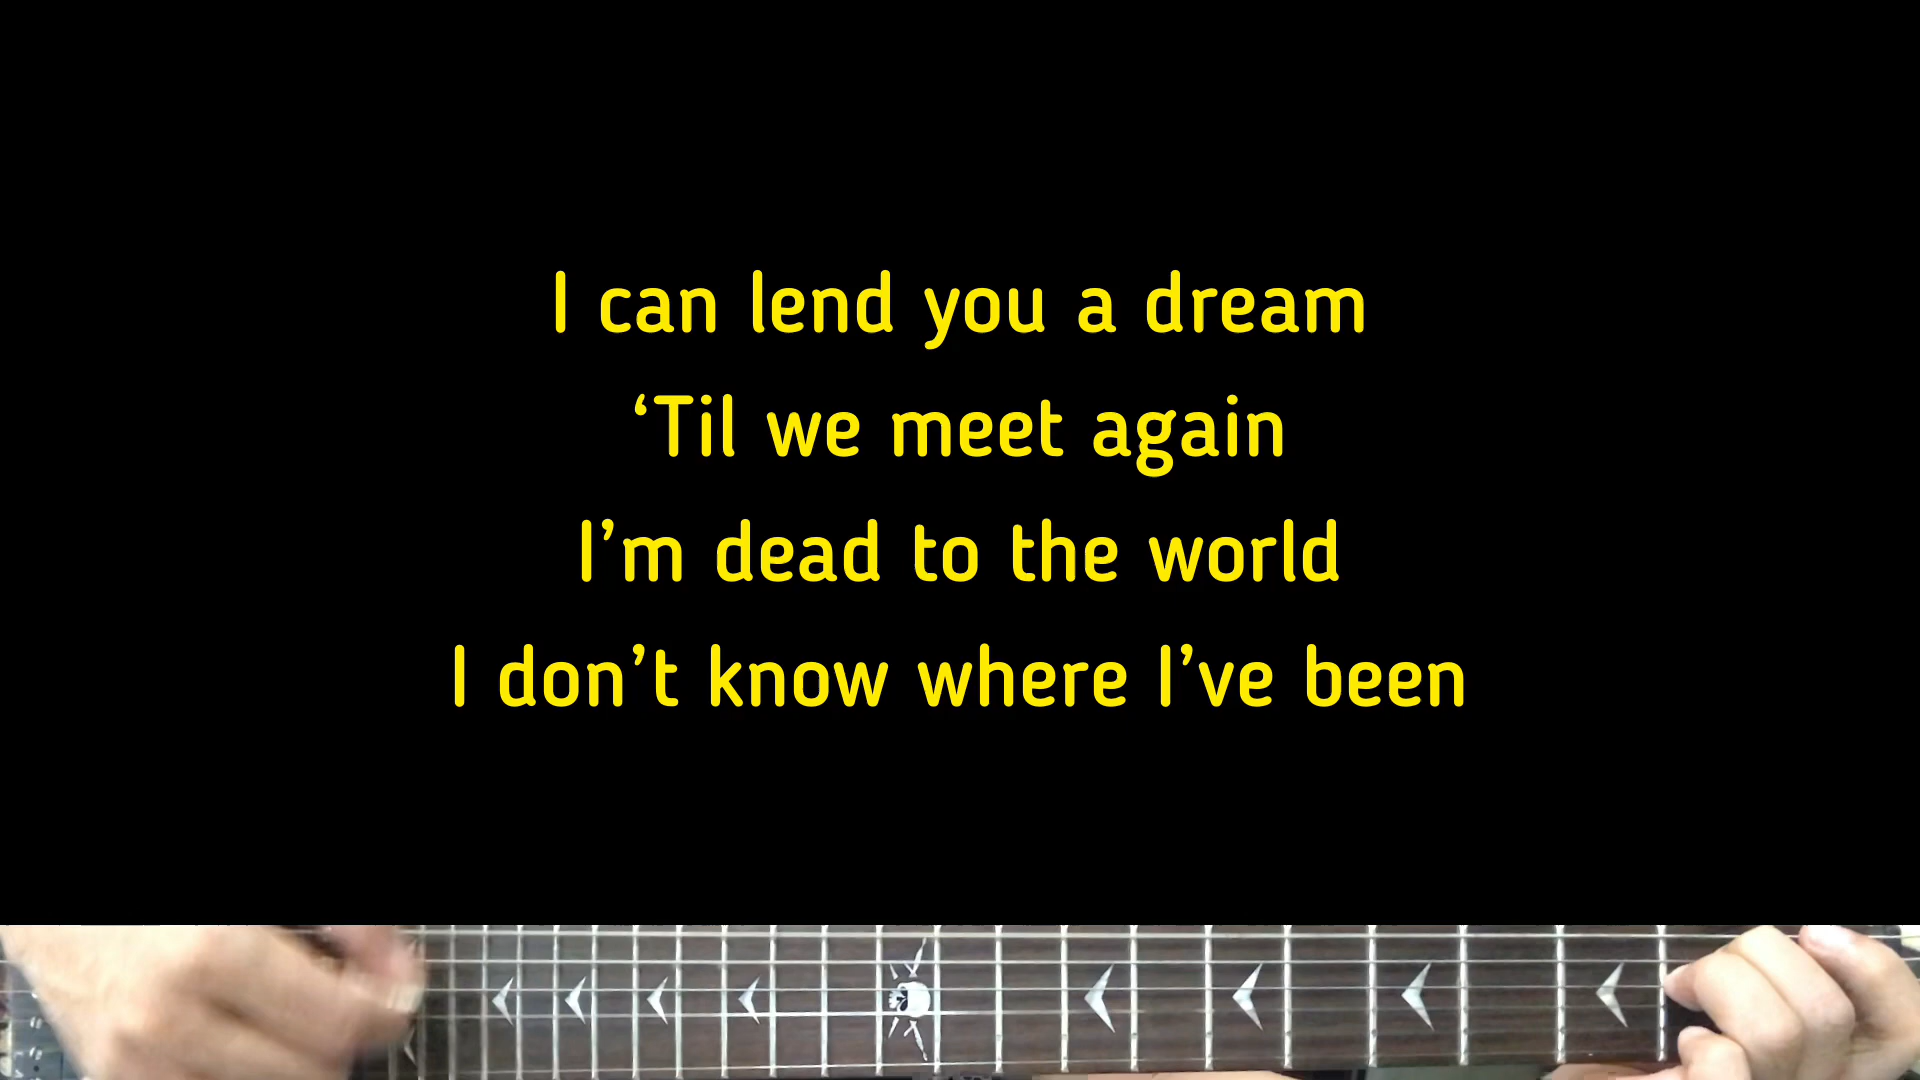 I can lend you a dream
‘Til we meet again
I’m dead to the world
I don’t know where I’ve been